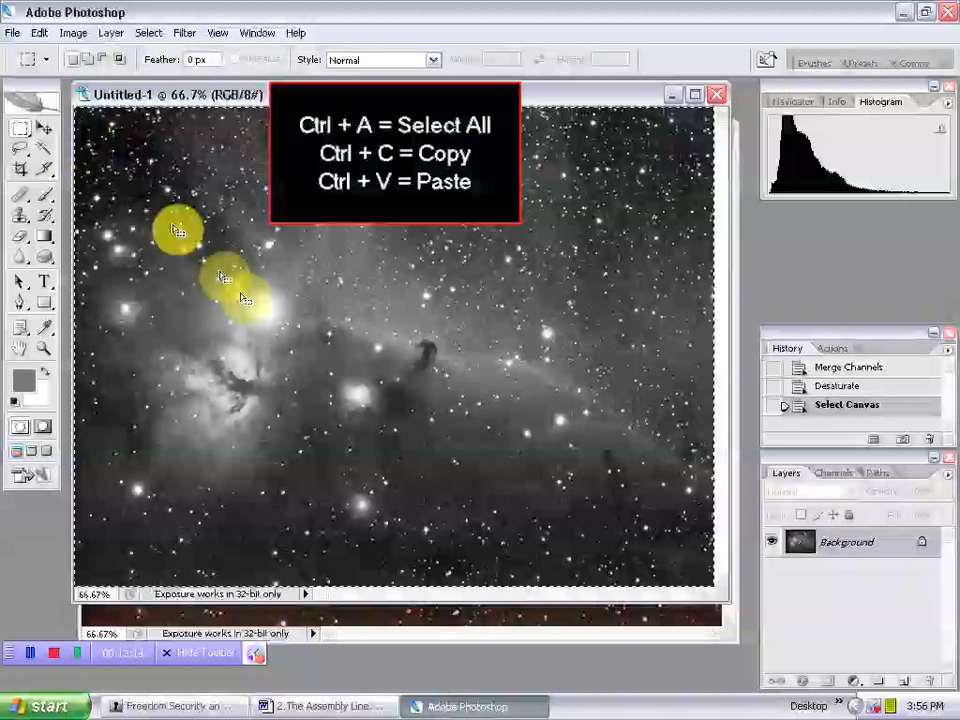 Adobe Photoshop
File Edit Image Layer Select Filter View Window Help
Feather: 0 px
Style: Normal
Brushes
Comps
Untitled-1 @ 66.7% (RGB/8#)
Ctrl + A = Select All
Ctrl + C = Copy
Ctrl + V = Paste
Navigator Info Histogram
History Actions
Merge Channels
Desaturate
Select Canvas
Layers Channels Paths
Normal Opacity:
Fill:
Background
66.67% Exposure works in 32-bit only
66.67% Exposure works in 32-bit only
Hide Toolbar
start
Freedom Security an ...
2.The Assembly Line...
Adobe Photoshop
Desktop
3:56 PM